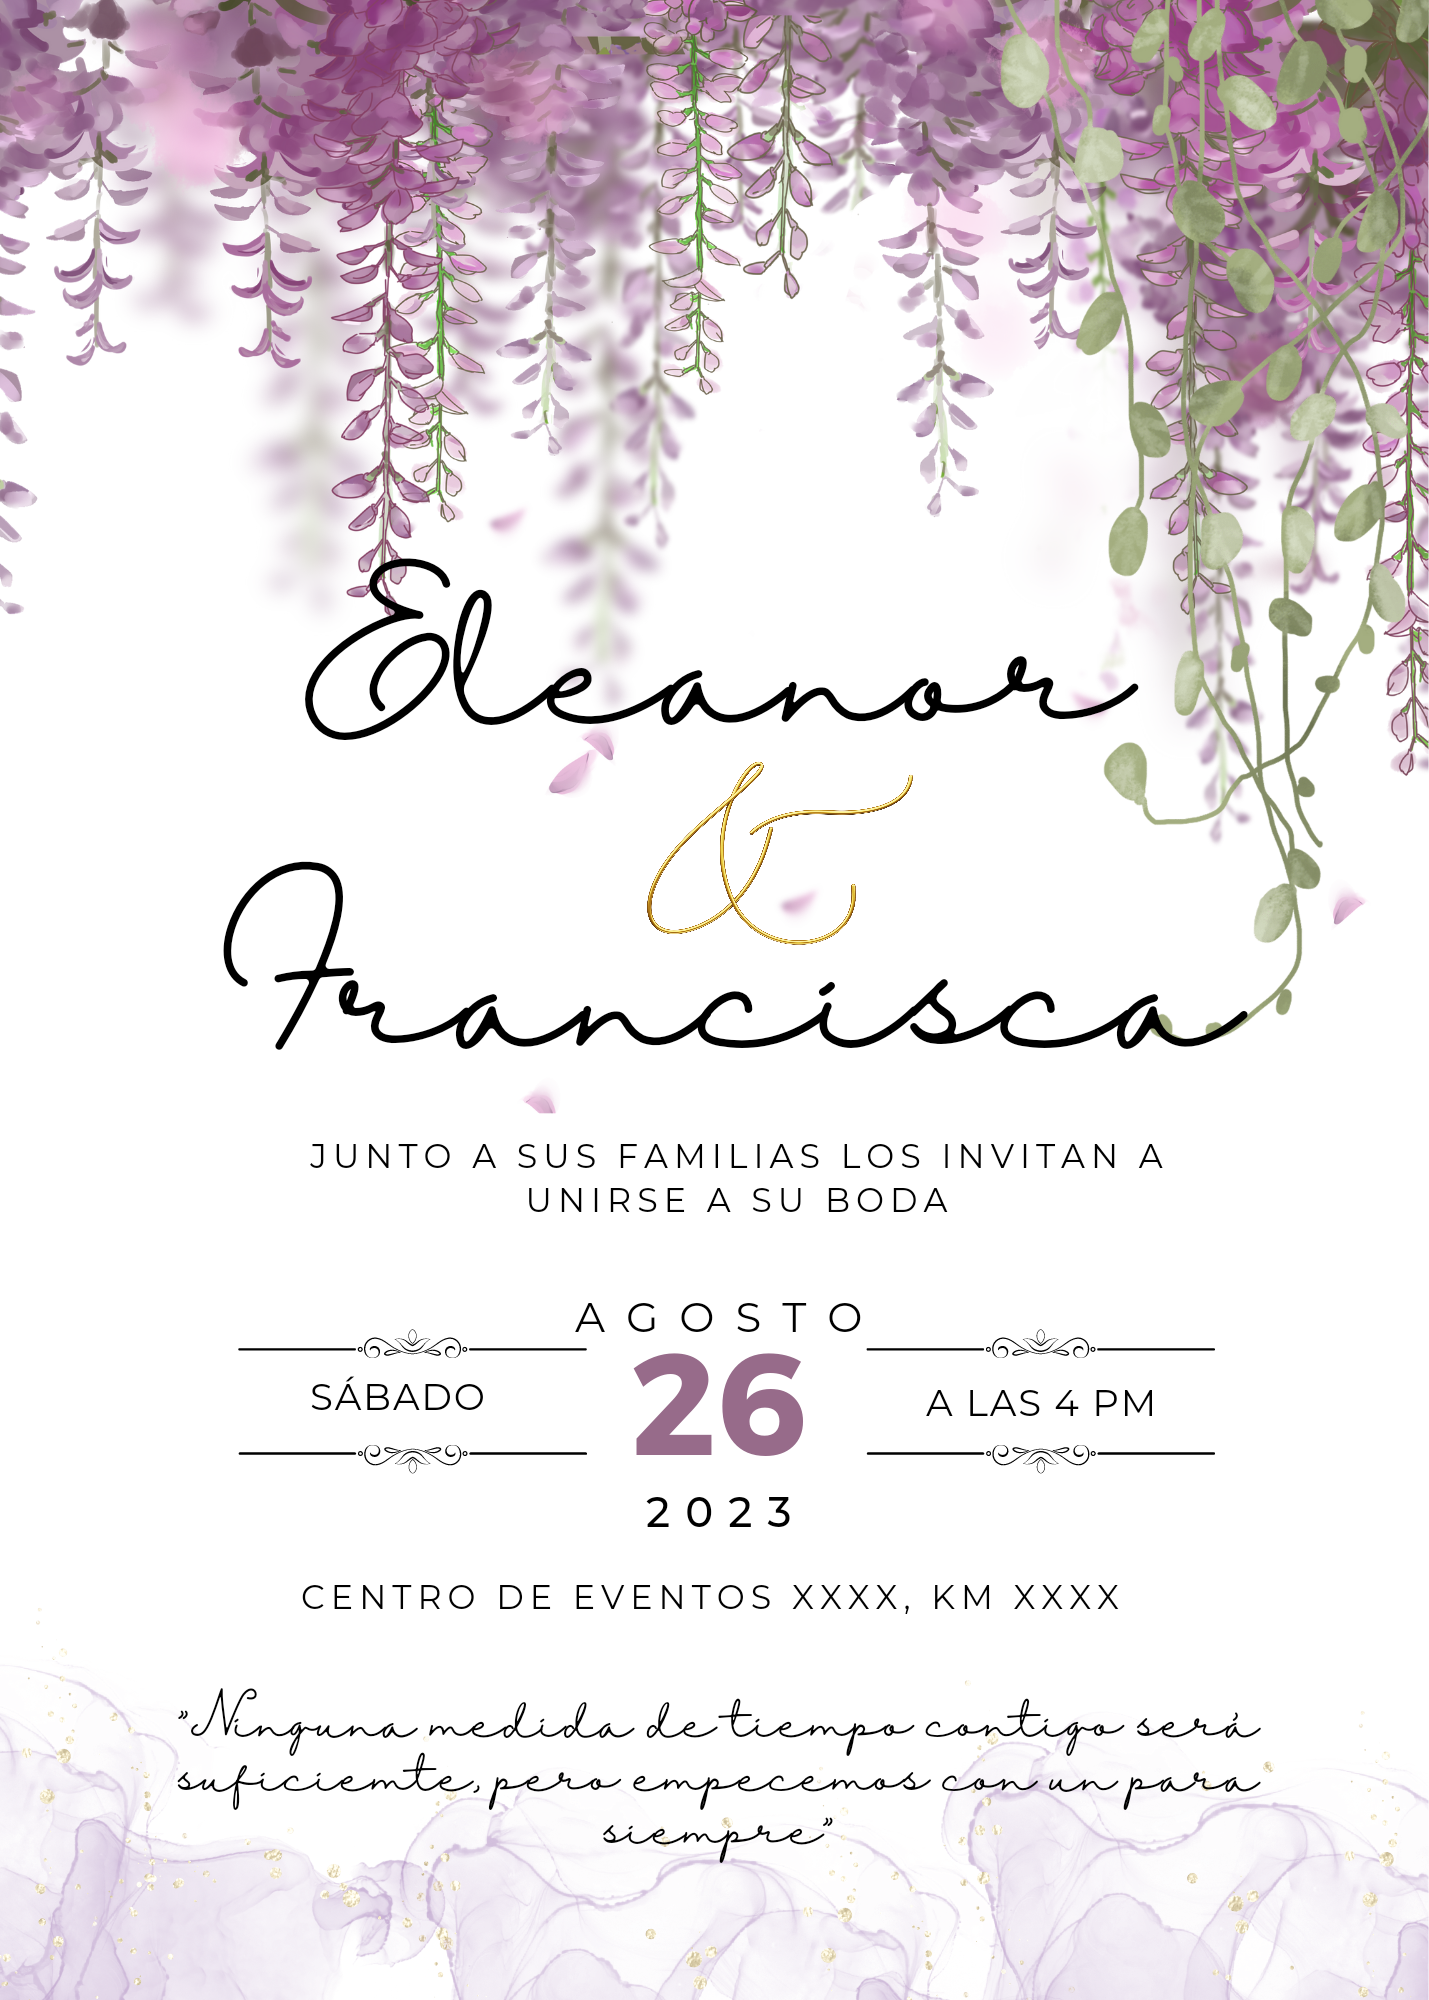 Eleanor
&
Francisca
JUNTO A SUS FAMILIAS LOS INVITAN A
UNIRSE A SU BODA
AGOSTO
SÁBADO
26
A LAS 4 PM
2023
CENTRO DE EVENTOS XXXX, KM XXXX
"Ninguna medida de tiempo contigo será
suficiemte, pero empecemos con un para
siempre"